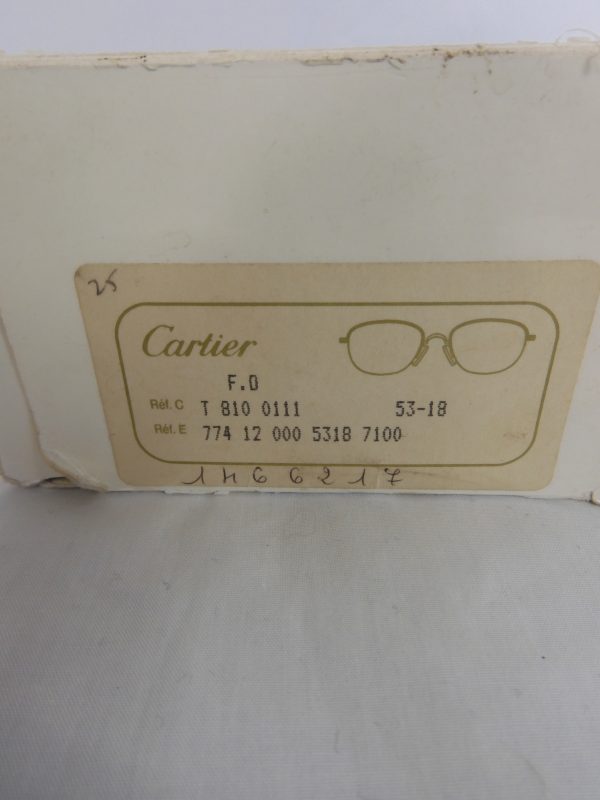 25
Cartier
F.D
Réf. C T 810 0111 53-18
Réf. E 774 12 000 5318 7100
1466217